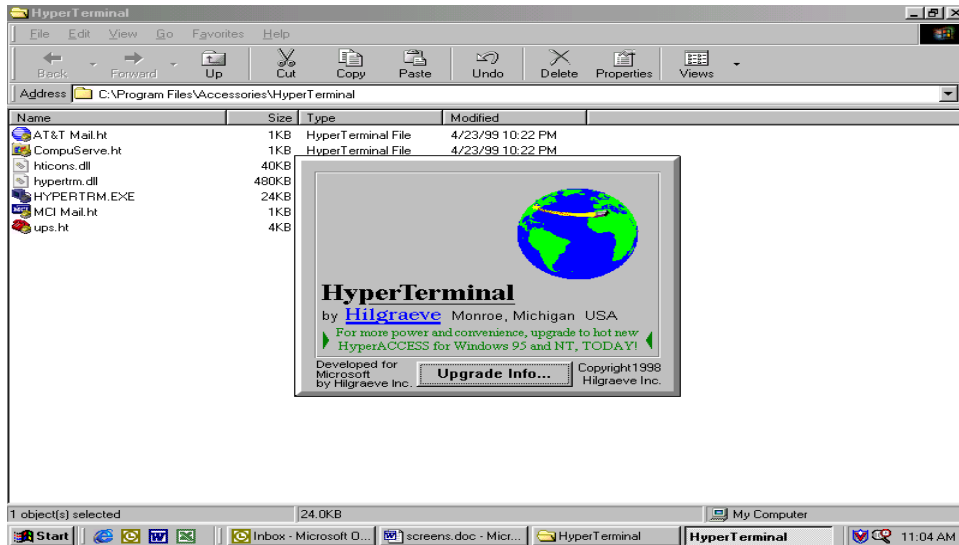 HyperTerminal
File Edit View Go Favorites Help
Back Forward Up Cut Copy Paste Undo Delete Properties Views
Address C:\Program Files\Accessories\HyperTerminal
Name Size Type Modified
AT&T Mail.ht 1KB HyperTerminal File 4/23/99 10:22 PM
CompuServe.ht 1KB HyperTerminal File 4/23/99 10:22 PM
hticons.dll 40KB
hypertrm.dll 480KB
HYPERTRM.EXE 24KB
MCI Mail.ht 1KB
ups.ht 4KB
HyperTerminal
by Hilgraeve Monroe, Michigan USA
For more power and convenience, upgrade to hot new
HyperACCESS for Windows 95 and NT, TODAY!
Developed for
Microsoft
by Hilgraeve Inc.
Upgrade Info...
Copyright1998
Hilgraeve Inc.
1 object(s) selected 24.0KB My Computer
Start Inbox - Microsoft O... screens.doc - Micr... HyperTerminal HyperTerminal 11:04 AM